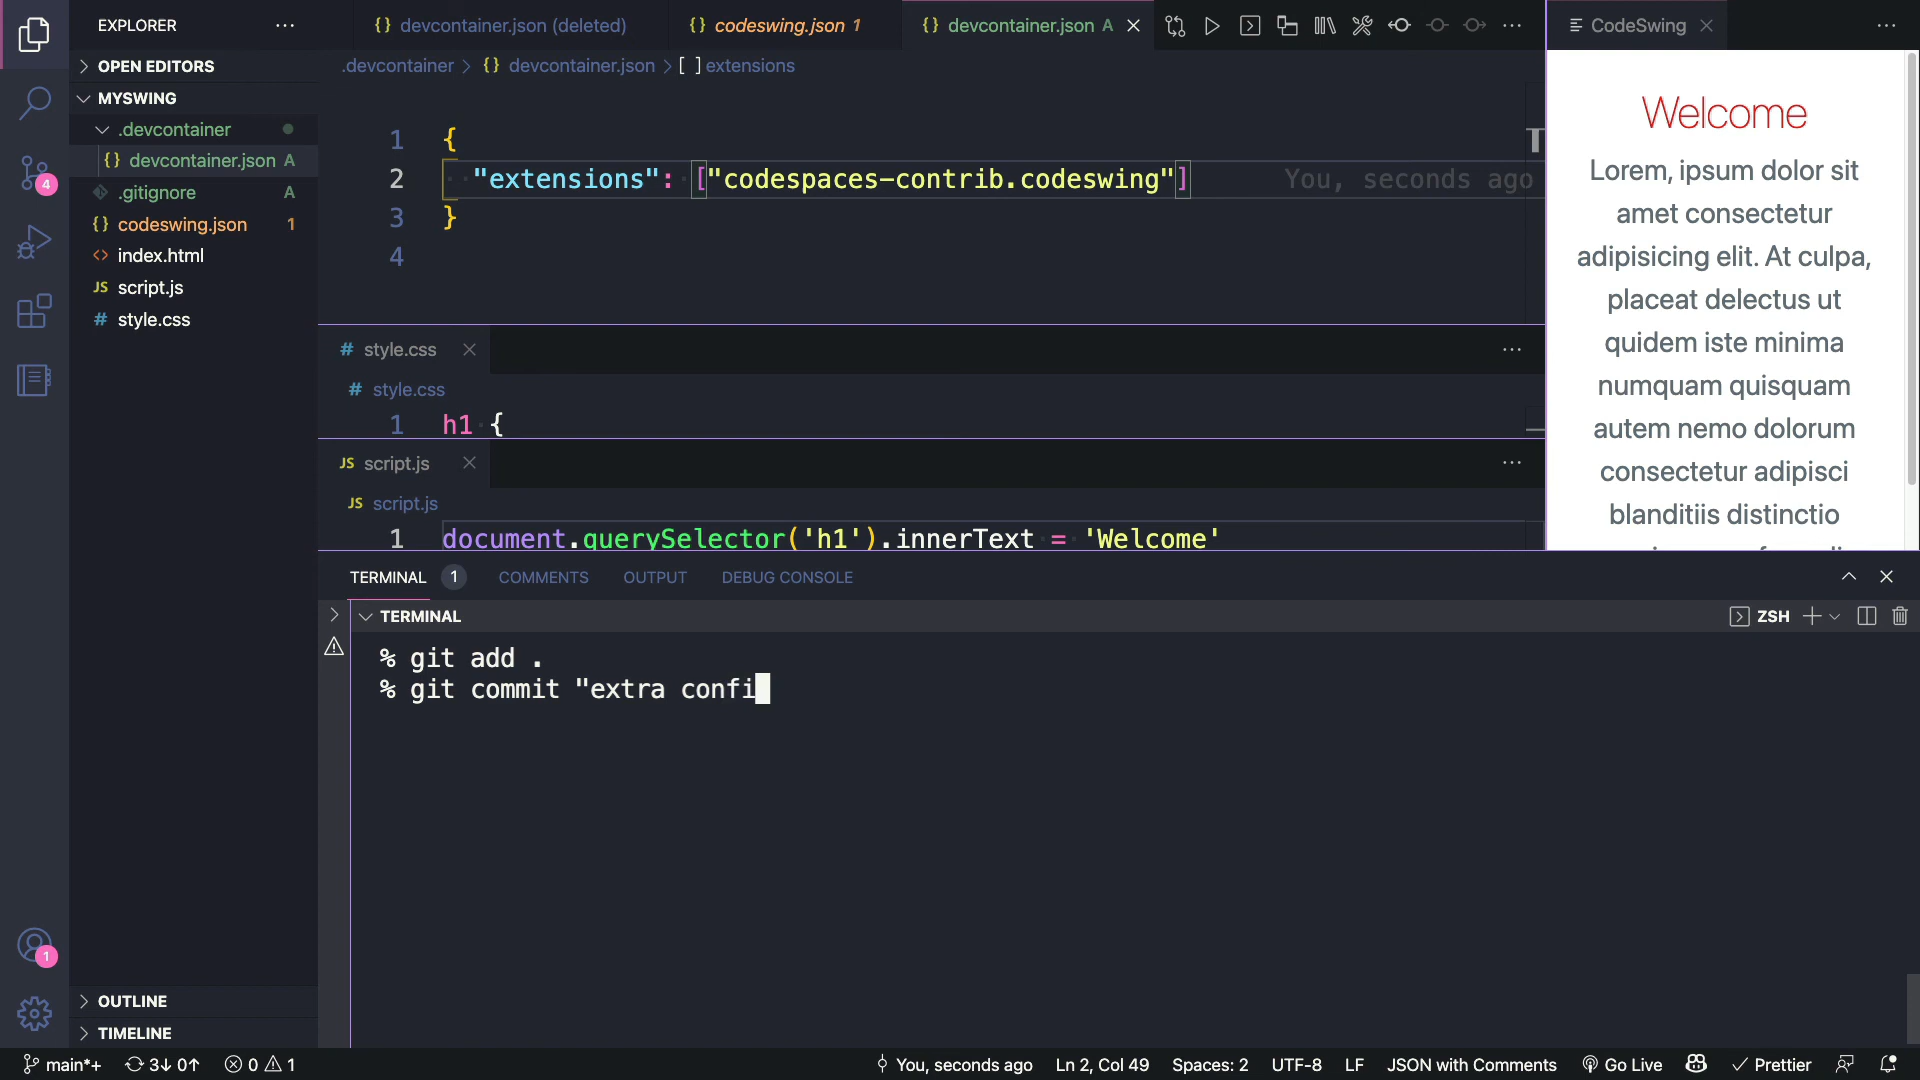 EXPLORER
OPEN EDITORS
MYSWING
.devcontainer
{} devcontainer.json A
.gitignore A
{} codeswing.json 1
<> index.html
JS script.js
# style.css
4
1
OUTLINE
TIMELINE
{} devcontainer.json (deleted)
{} codeswing.json 1
{} devcontainer.json A
.devcontainer > {} devcontainer.json > [ ] extensions
1 {
2 "extensions": ["codespaces-contrib.codeswing"] You, seconds ago
3 }
4
# style.css
# style.css
1 h1 {
JS script.js
JS script.js
1 document.querySelector('h1').innerText = 'Welcome'
CodeSwing
Welcome
Lorem, ipsum dolor sit
amet consectetur
adipisicing elit. At culpa,
placeat delectus ut
quidem iste minima
numquam quisquam
autem nemo dolorum
consectetur adipisci
blanditiis distinctio
TERMINAL 1 COMMENTS OUTPUT DEBUG CONSOLE
TERMINAL ZSH
% git add .
% git commit "extra confi
main*+ 3↓ 0↑ 0 1 You, seconds ago Ln 2, Col 49 Spaces: 2 UTF-8 LF JSON with Comments Go Live Prettier